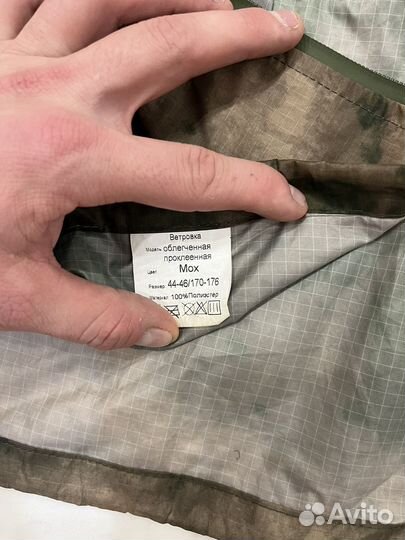 Ветровка
Модель: облегченная
проклеенная
Цвет: Мох
Размер: 44-46/170-176
Материал: 100%Полиэстер
Avito